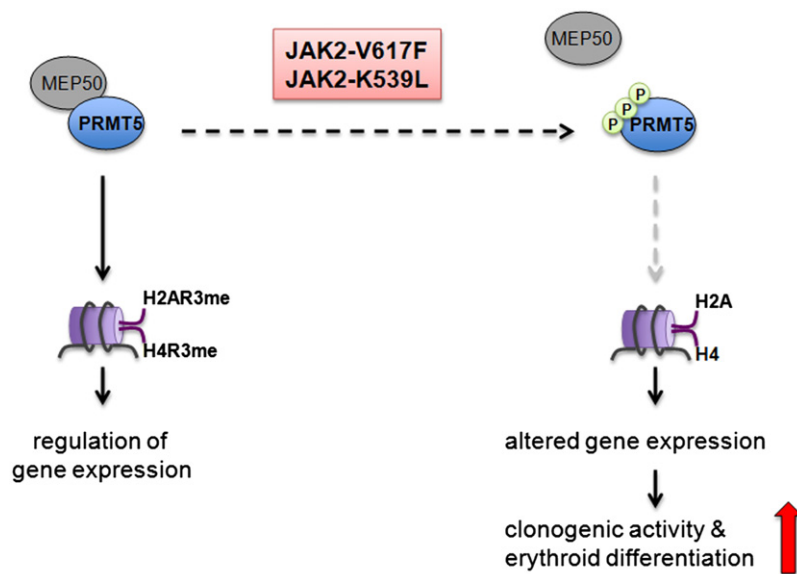 MEP50
PRMT5
JAK2-V617F
JAK2-K539L
MEP50
P
P
P
PRMT5
H2AR3me
H4R3me
regulation of
gene expression
H2A
H4
altered gene expression
clonogenic activity &
erythroid differentiation